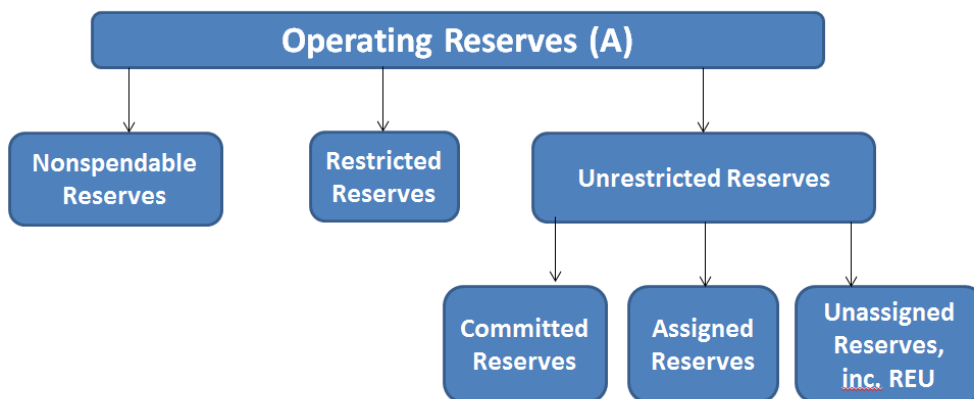 Operating Reserves (A)
Nonspendable
Reserves
Restricted
Reserves
Unrestricted Reserves
Committed
Reserves
Assigned
Reserves
Unassigned
Reserves,
inc. REU